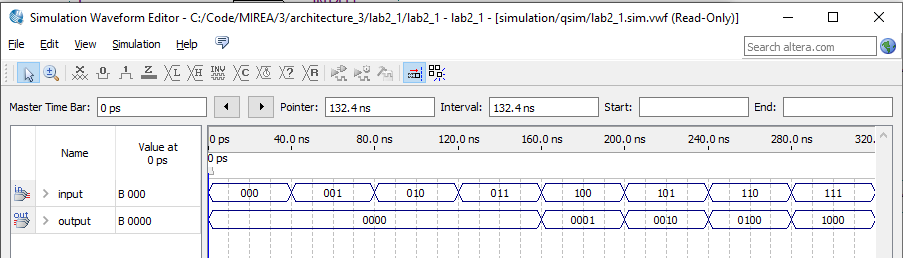 Simulation Waveform Editor - C:/Code/MIREA/3/architecture_3/lab2_1/lab2_1 - lab2_1 - [simulation/qsim/lab2_1.sim.vwf (Read-Only)]
File Edit View Simulation Help Search altera.com
Master Time Bar: 0 ps Pointer: 132.4 ns Interval: 132.4 ns Start: End:
Name Value at 0 ps 0 ps 40.0 ns 80.0 ns 120.0 ns 160.0 ns 200.0 ns 240.0 ns 280.0 ns 320.
0 ps
in input B 000 000 001 010 011 100 101 110 111
out output B 0000 0000 0001 0010 0100 1000